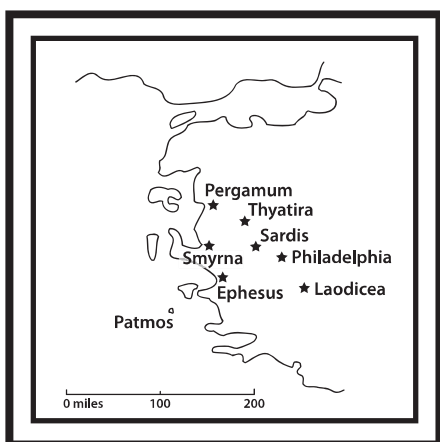 Pergamum
Thyatira
Sardis
Smyrna
Philadelphia
Ephesus
Laodicea
Patmos
0 miles 100 200